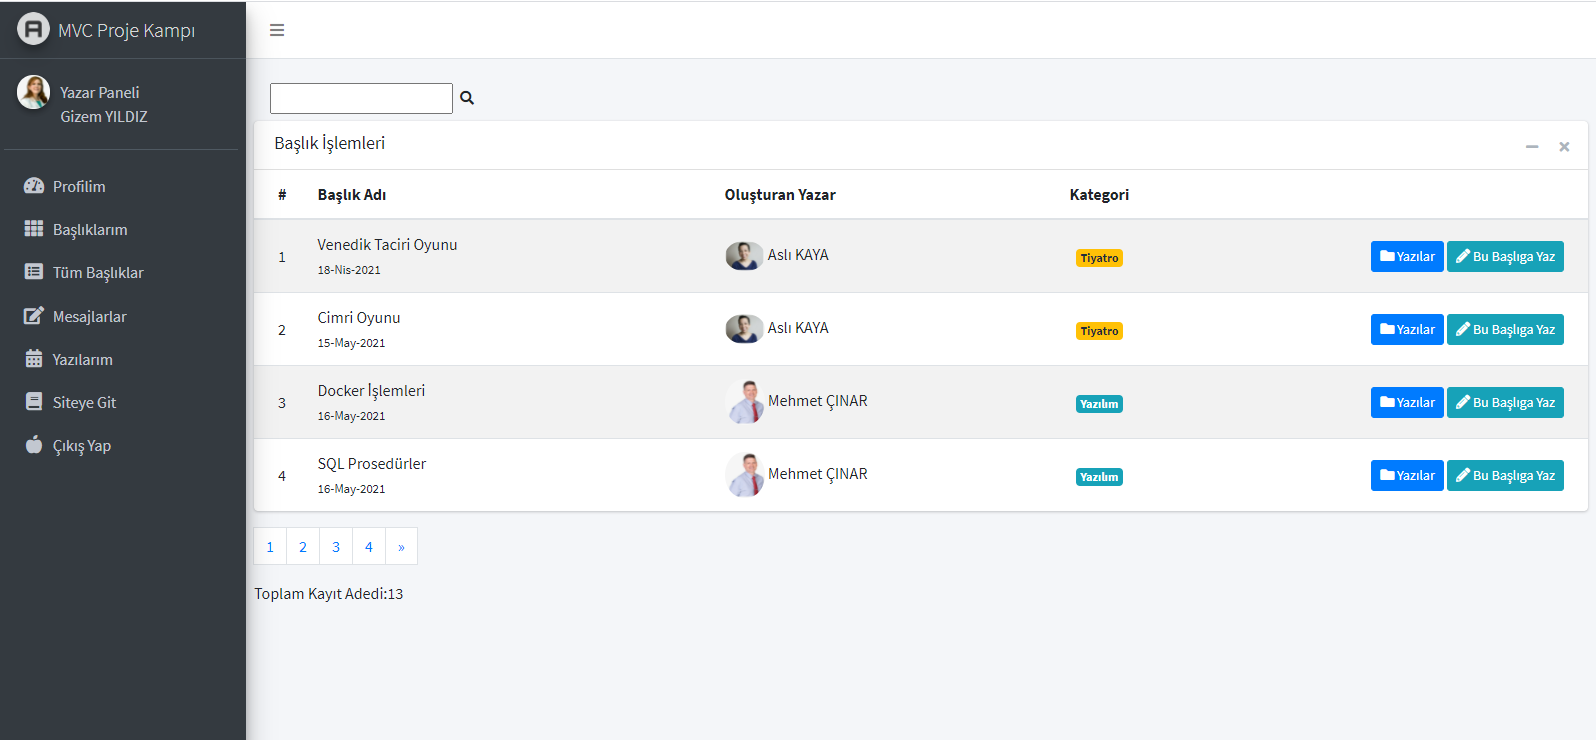 MVC Proje Kampı
Yazar Paneli
Gizem YILDIZ
Profilim
Başlıklarım
Tüm Başlıklar
Mesajlarlar
Yazılarım
Siteye Git
Çıkış Yap
Başlık İşlemleri
# Başlık Adı Oluşturan Yazar Kategori
1 Venedik Taciri Oyunu Aslı KAYA Tiyatro Yazılar Bu Başlıga Yaz
18-Nis-2021
2 Cimri Oyunu Aslı KAYA Tiyatro Yazılar Bu Başlıga Yaz
15-May-2021
3 Docker İşlemleri Mehmet ÇINAR Yazılım Yazılar Bu Başlıga Yaz
16-May-2021
4 SQL Prosedürler Mehmet ÇINAR Yazılım Yazılar Bu Başlıga Yaz
16-May-2021
1 2 3 4 »
Toplam Kayıt Adedi:13